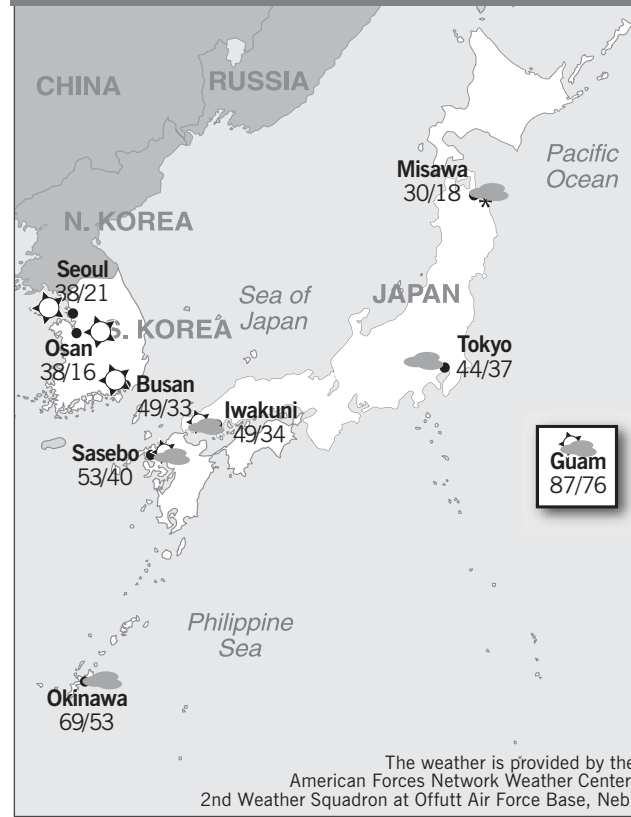 CHINA
RUSSIA
Pacific
Ocean
Misawa
30/18
N. KOREA
Seoul
38/21
Sea of
Japan
JAPAN
S. KOREA
Osan
38/16
Tokyo
44/37
Busan
49/33
Iwakuni
49/34
Sasebo
53/40
Guam
87/76
Philippine
Sea
Okinawa
69/53
The weather is provided by the
American Forces Network Weather Center,
2nd Weather Squadron at Offutt Air Force Base, Neb.